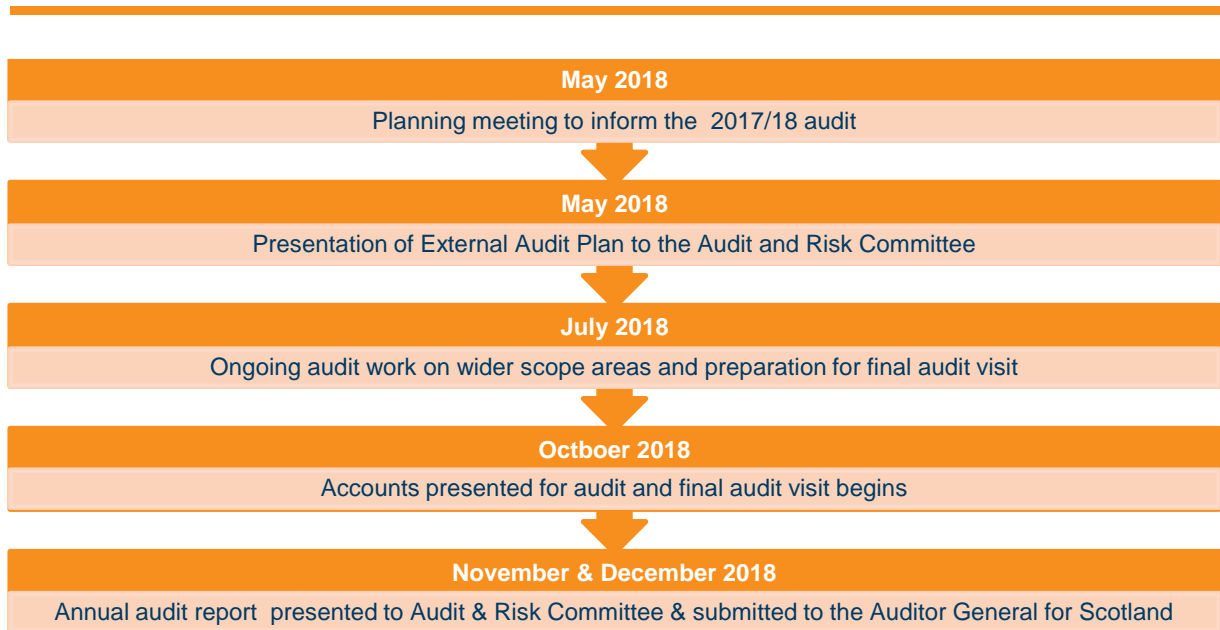 May 2018
Planning meeting to inform the 2017/18 audit
May 2018
Presentation of External Audit Plan to the Audit and Risk Committee
July 2018
Ongoing audit work on wider scope areas and preparation for final audit visit
Octboer 2018
Accounts presented for audit and final audit visit begins
November & December 2018
Annual audit report presented to Audit & Risk Committee & submitted to the Auditor General for Scotland